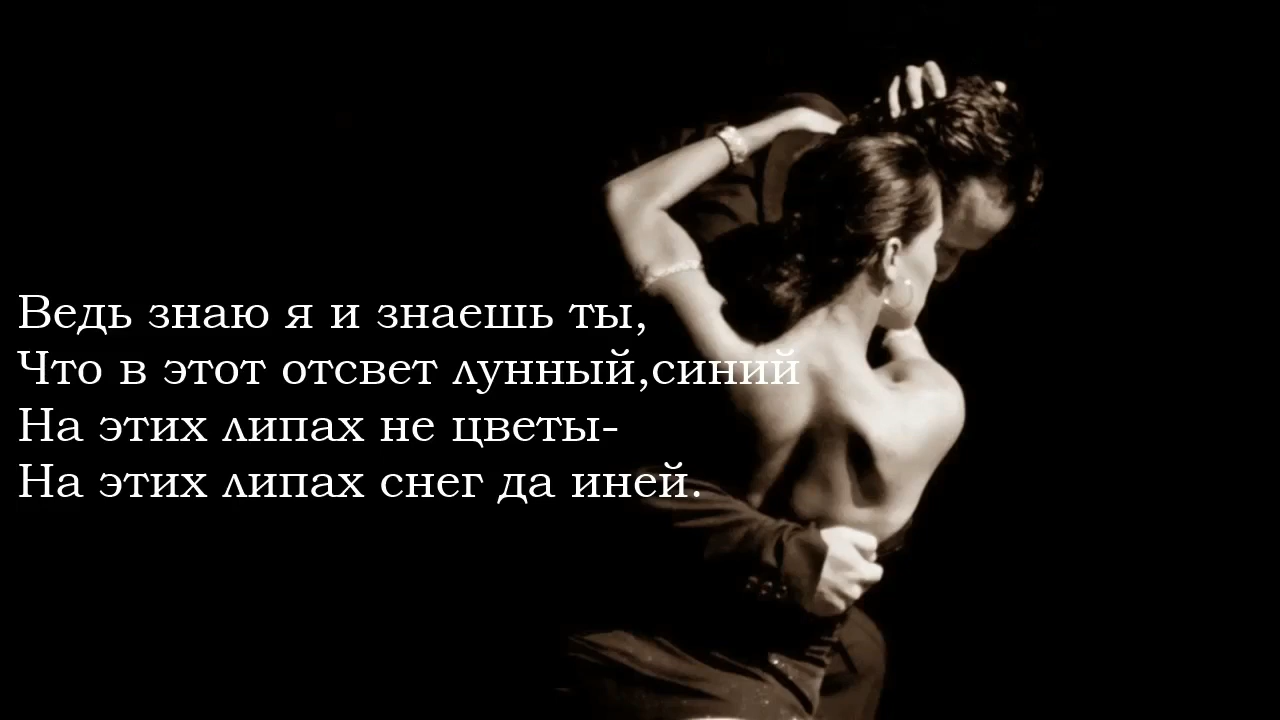 Ведь знаю я и знаешь ты,
Что в этот отсвет лунный,синий
На этих липах не цветы-
На этих липах снег да иней.